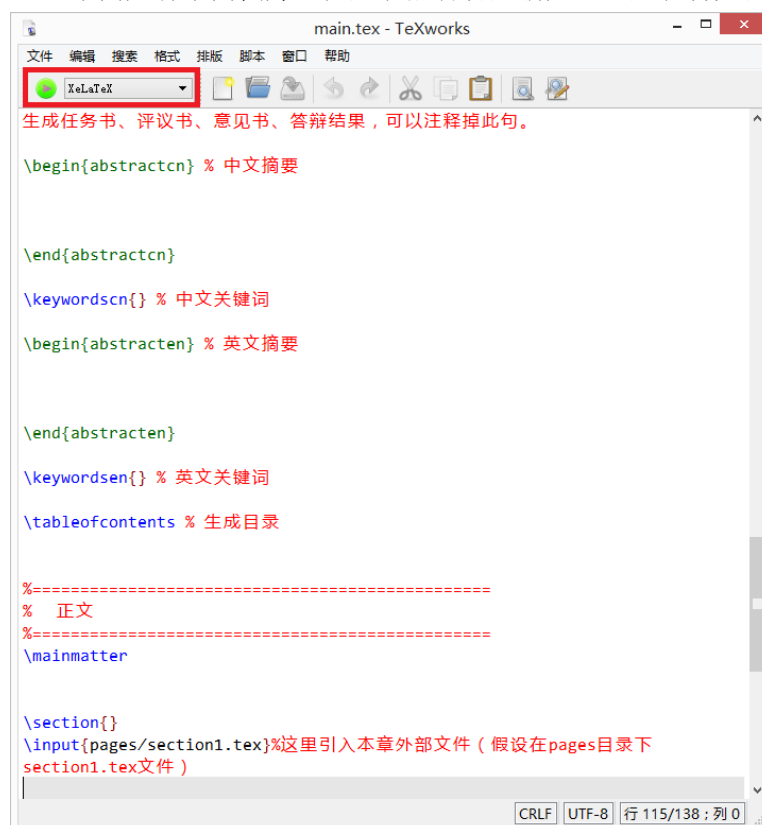 main.tex - TeXworks
文件 编辑 搜索 格式 排版 脚本 窗口 帮助
XeLaTeX
生成任务书、评议书、意见书、答辩结果，可以注释掉此句。
\begin{abstractcn} % 中文摘要
\end{abstractcn}
\keywordscn{} % 中文关键词
\begin{abstracten} % 英文摘要
\end{abstracten}
\keywordsen{} % 英文关键词
\tableofcontents % 生成目录
%================================================
%  正文
%================================================
\mainmatter
\section{}
\input{pages/section1.tex}%这里引入本章外部文件（假设在pages目录下
section1.tex文件）
CRLF UTF-8 行 115/138；列 0